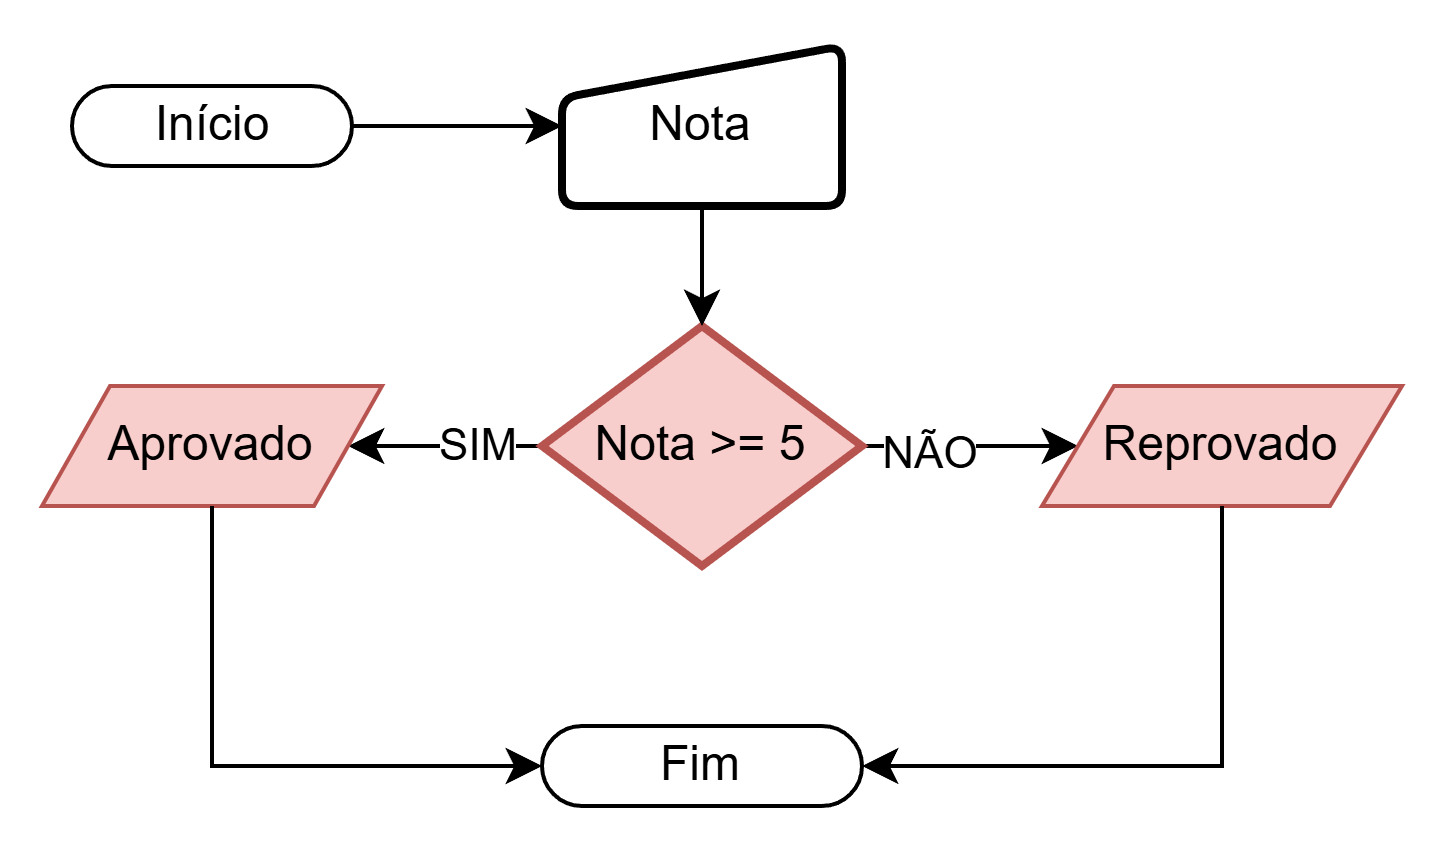 Início
Nota
Aprovado
SIM
Nota >= 5
NÃO
Reprovado
Fim